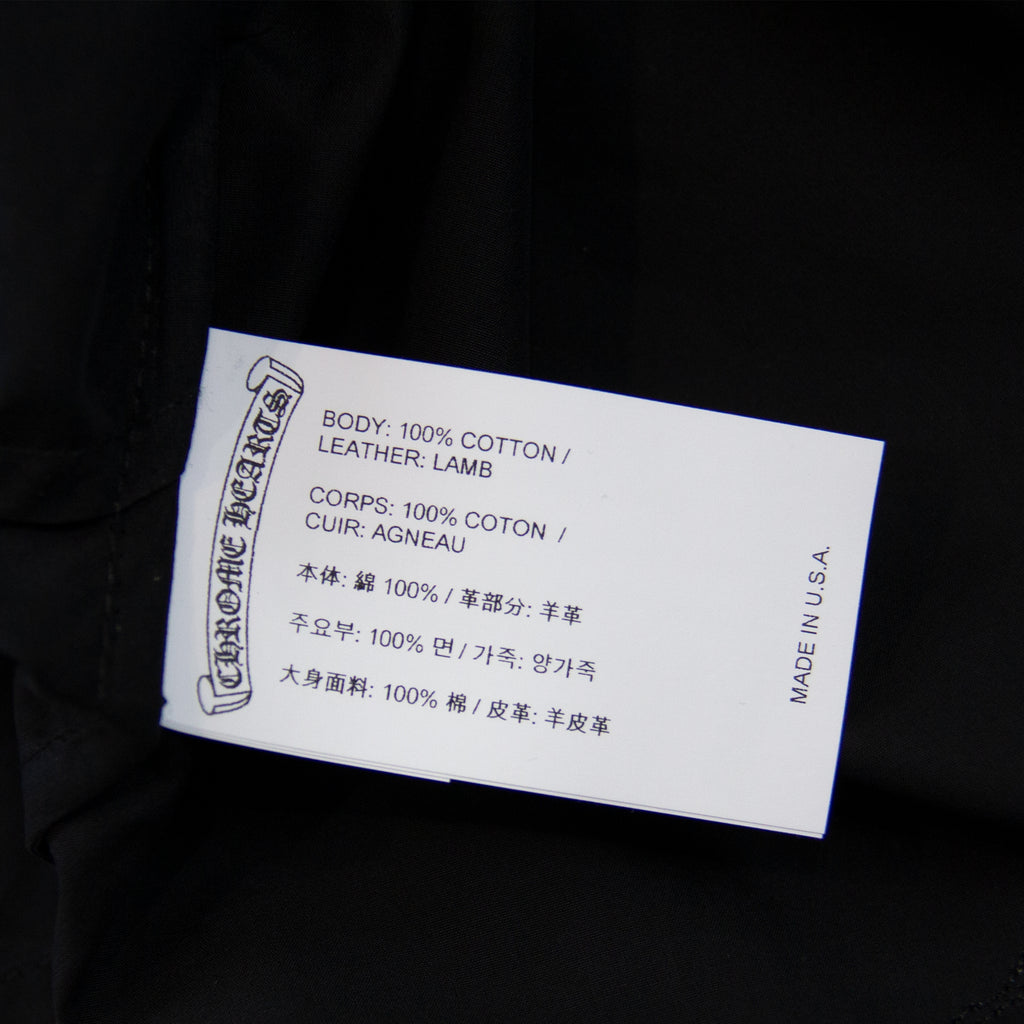 CHROME HEARTS
BODY: 100% COTTON /
LEATHER: LAMB
CORPS: 100% COTON /
CUIR: AGNEAU
本体: 綿 100% / 革部分: 羊革
주요부: 100% 면 / 가죽: 양가죽
大身面料: 100% 棉 / 皮革: 羊皮革
MADE IN U.S.A.